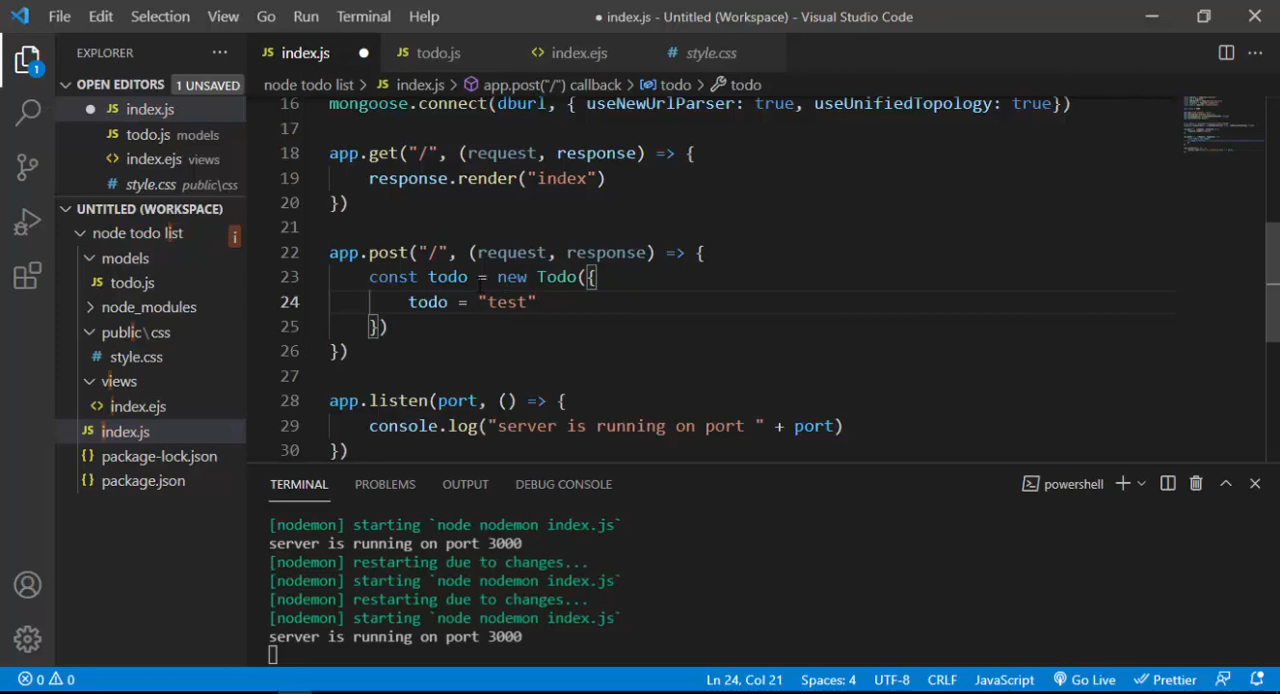 File Edit Selection View Go Run Terminal Help ● index.js - Untitled (Workspace) - Visual Studio Code
EXPLORER ···
JS index.js ● JS todo.js <> index.ejs # style.css ···
OPEN EDITORS 1 UNSAVED
node todo list > JS index.js > app.post("/") callback > todo > todo
1
● JS index.js
JS todo.js models
<> index.ejs views
# style.css public\css
UNTITLED (WORKSPACE)
node todo list i
models
JS todo.js
node_modules
public\css
# style.css
views
<> index.ejs
JS index.js
{} package-lock.json
{} package.json
16 mongoose.connect(dburl, { useNewUrlParser: true, useUnifiedTopology: true})
17
18 app.get("/", (request, response) => {
19     response.render("index")
20 })
21
22 app.post("/", (request, response) => {
23     const todo = new Todo({
24         todo = "test"
25     })
26 })
27
28 app.listen(port, () => {
29     console.log("server is running on port " + port)
30 })
TERMINAL PROBLEMS OUTPUT DEBUG CONSOLE powershell
[nodemon] starting `node nodemon index.js`
server is running on port 3000
[nodemon] restarting due to changes...
[nodemon] starting `node nodemon index.js`
[nodemon] restarting due to changes...
[nodemon] starting `node nodemon index.js`
server is running on port 3000
0 0 Ln 24, Col 21 Spaces: 4 UTF-8 CRLF JavaScript Go Live Prettier